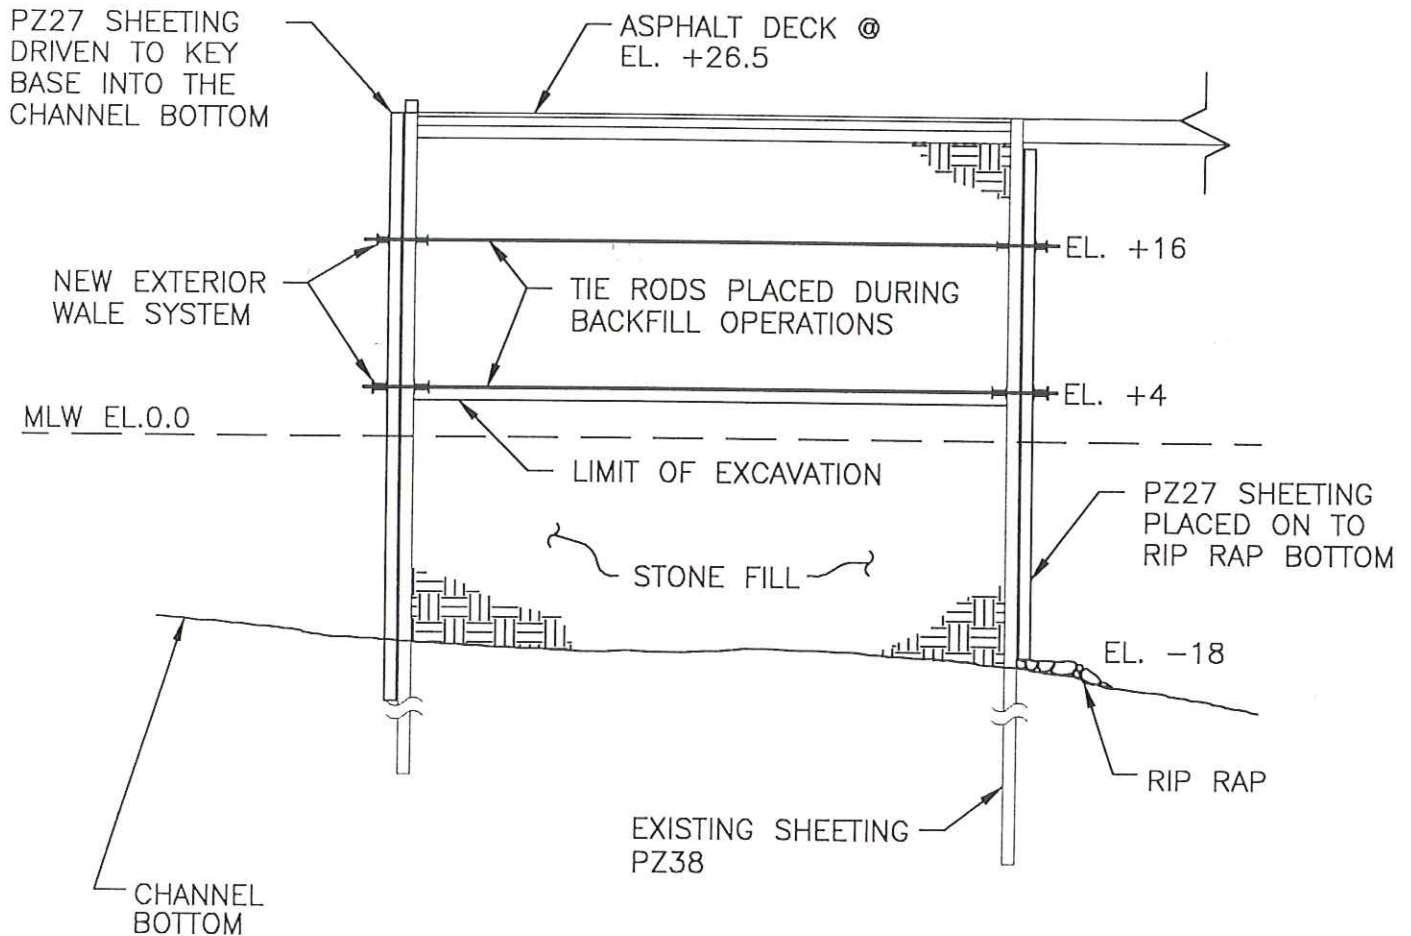 PZ27 SHEETING
DRIVEN TO KEY
BASE INTO THE
CHANNEL BOTTOM
ASPHALT DECK @
EL. +26.5
EL. +16
NEW EXTERIOR
WALE SYSTEM
TIE RODS PLACED DURING
BACKFILL OPERATIONS
EL. +4
MLW EL.0.0
LIMIT OF EXCAVATION
PZ27 SHEETING
PLACED ON TO
RIP RAP BOTTOM
STONE FILL
EL. -18
RIP RAP
EXISTING SHEETING
PZ38
CHANNEL
BOTTOM